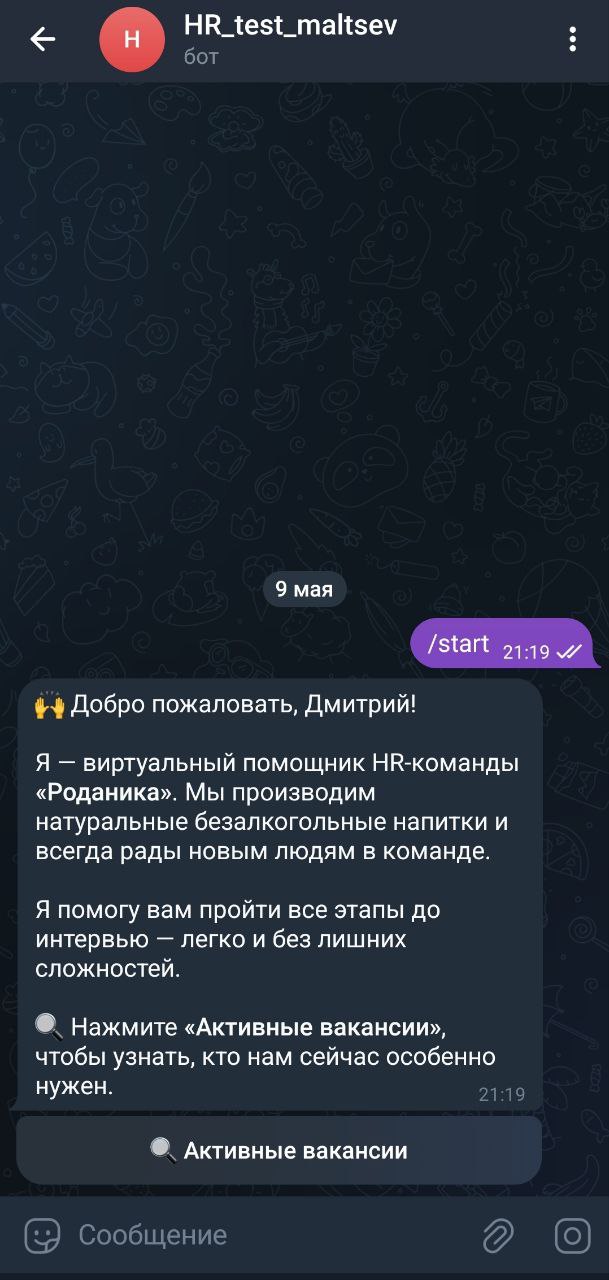 H
HR_test_maltsev
бот
9 мая
/start 21:19
🙌 Добро пожаловать, Дмитрий!
Я — виртуальный помощник HR-команды
«Роданика». Мы производим
натуральные безалкогольные напитки и
всегда рады новым людям в команде.
Я помогу вам пройти все этапы до
интервью — легко и без лишних
сложностей.
🔍 Нажмите «Активные вакансии»,
чтобы узнать, кто нам сейчас особенно
нужен. 21:19
🔍 Активные вакансии
Сообщение